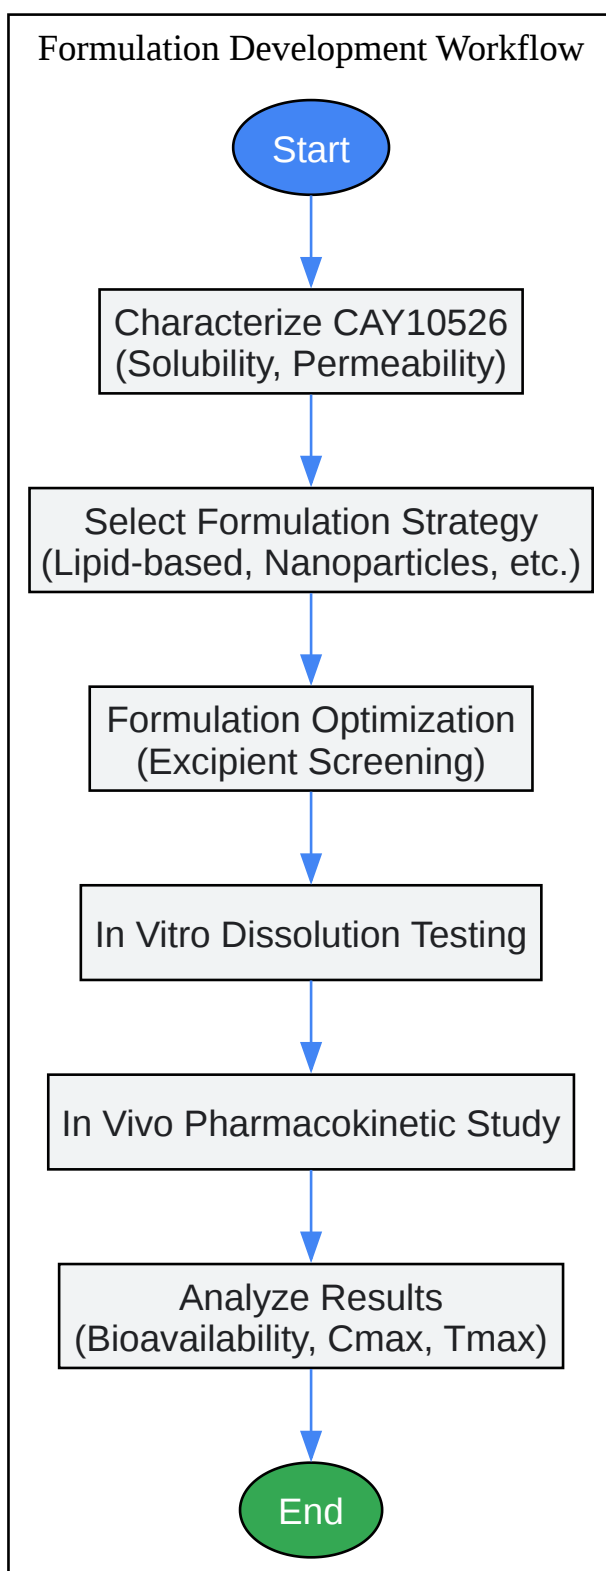 Formulation Development Workflow
Start
Characterize CAY10526
(Solubility, Permeability)
Select Formulation Strategy
(Lipid-based, Nanoparticles, etc.)
Formulation Optimization
(Excipient Screening)
In Vitro Dissolution Testing
In Vivo Pharmacokinetic Study
Analyze Results
(Bioavailability, Cmax, Tmax)
End